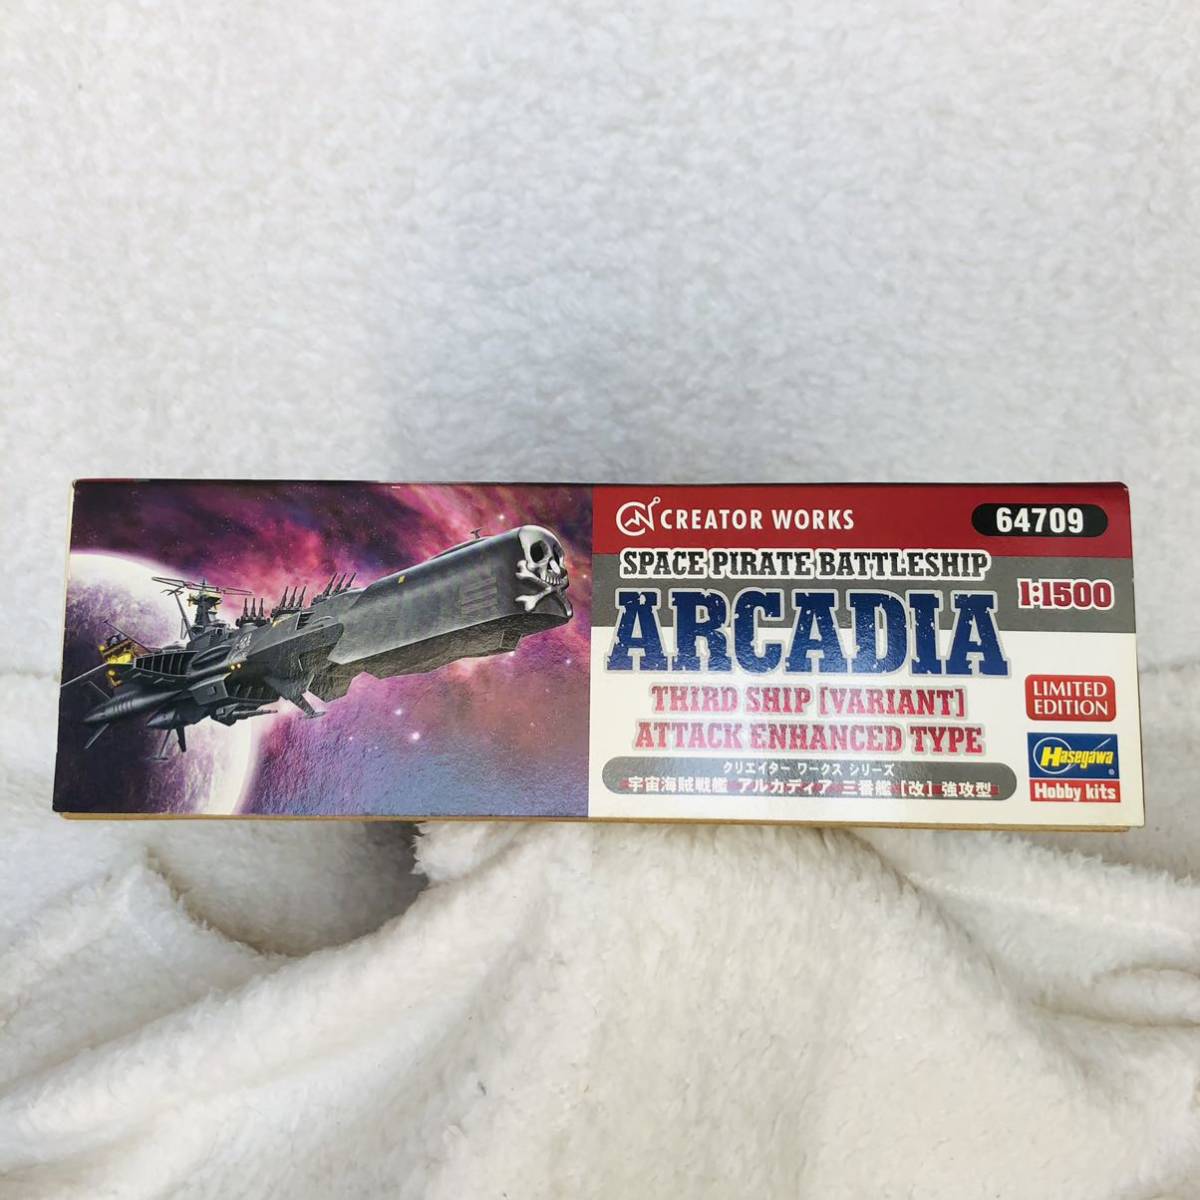 CREATOR WORKS
64709
SPACE PIRATE BATTLESHIP
1:1500
ARCADIA
THIRD SHIP [VARIANT]
ATTACK ENHANCED TYPE
LIMITED
EDITION
クリエイター ワークス シリーズ
宇宙海賊戦艦 アルカディア 三番艦 [改] 強攻型
Hasegawa
Hobby kits